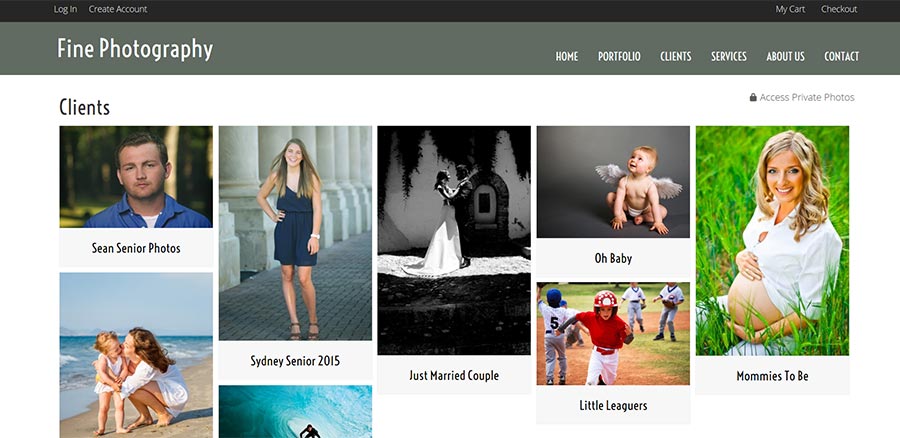 Log In Create Account My Cart Checkout
Fine Photography
HOME PORTFOLIO CLIENTS SERVICES ABOUT US CONTACT
Access Private Photos
Clients
Sean Senior Photos
Sydney Senior 2015
Just Married Couple
Oh Baby
5
Little Leaguers
Mommies To Be